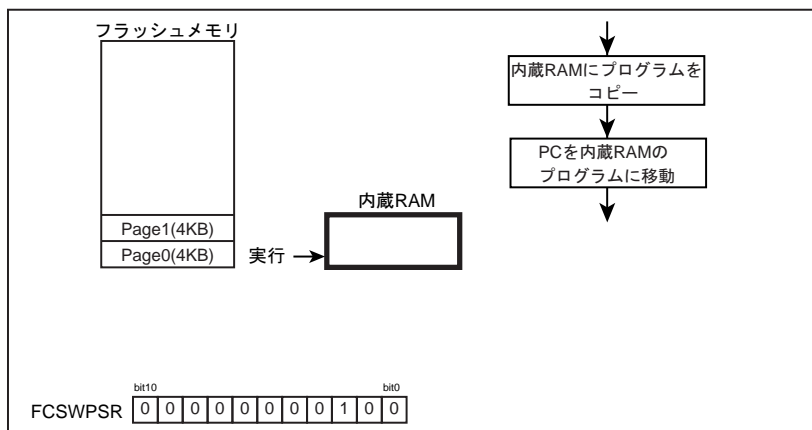 フラッシュメモリ
Page1(4KB)
Page0(4KB)
実行
内蔵RAM
内蔵RAMにプログラムを
コピー
PCを内蔵RAMの
プログラムに移動
bit10
bit0
FCSWPSR 0 0 0 0 0 0 0 0 1 0 0